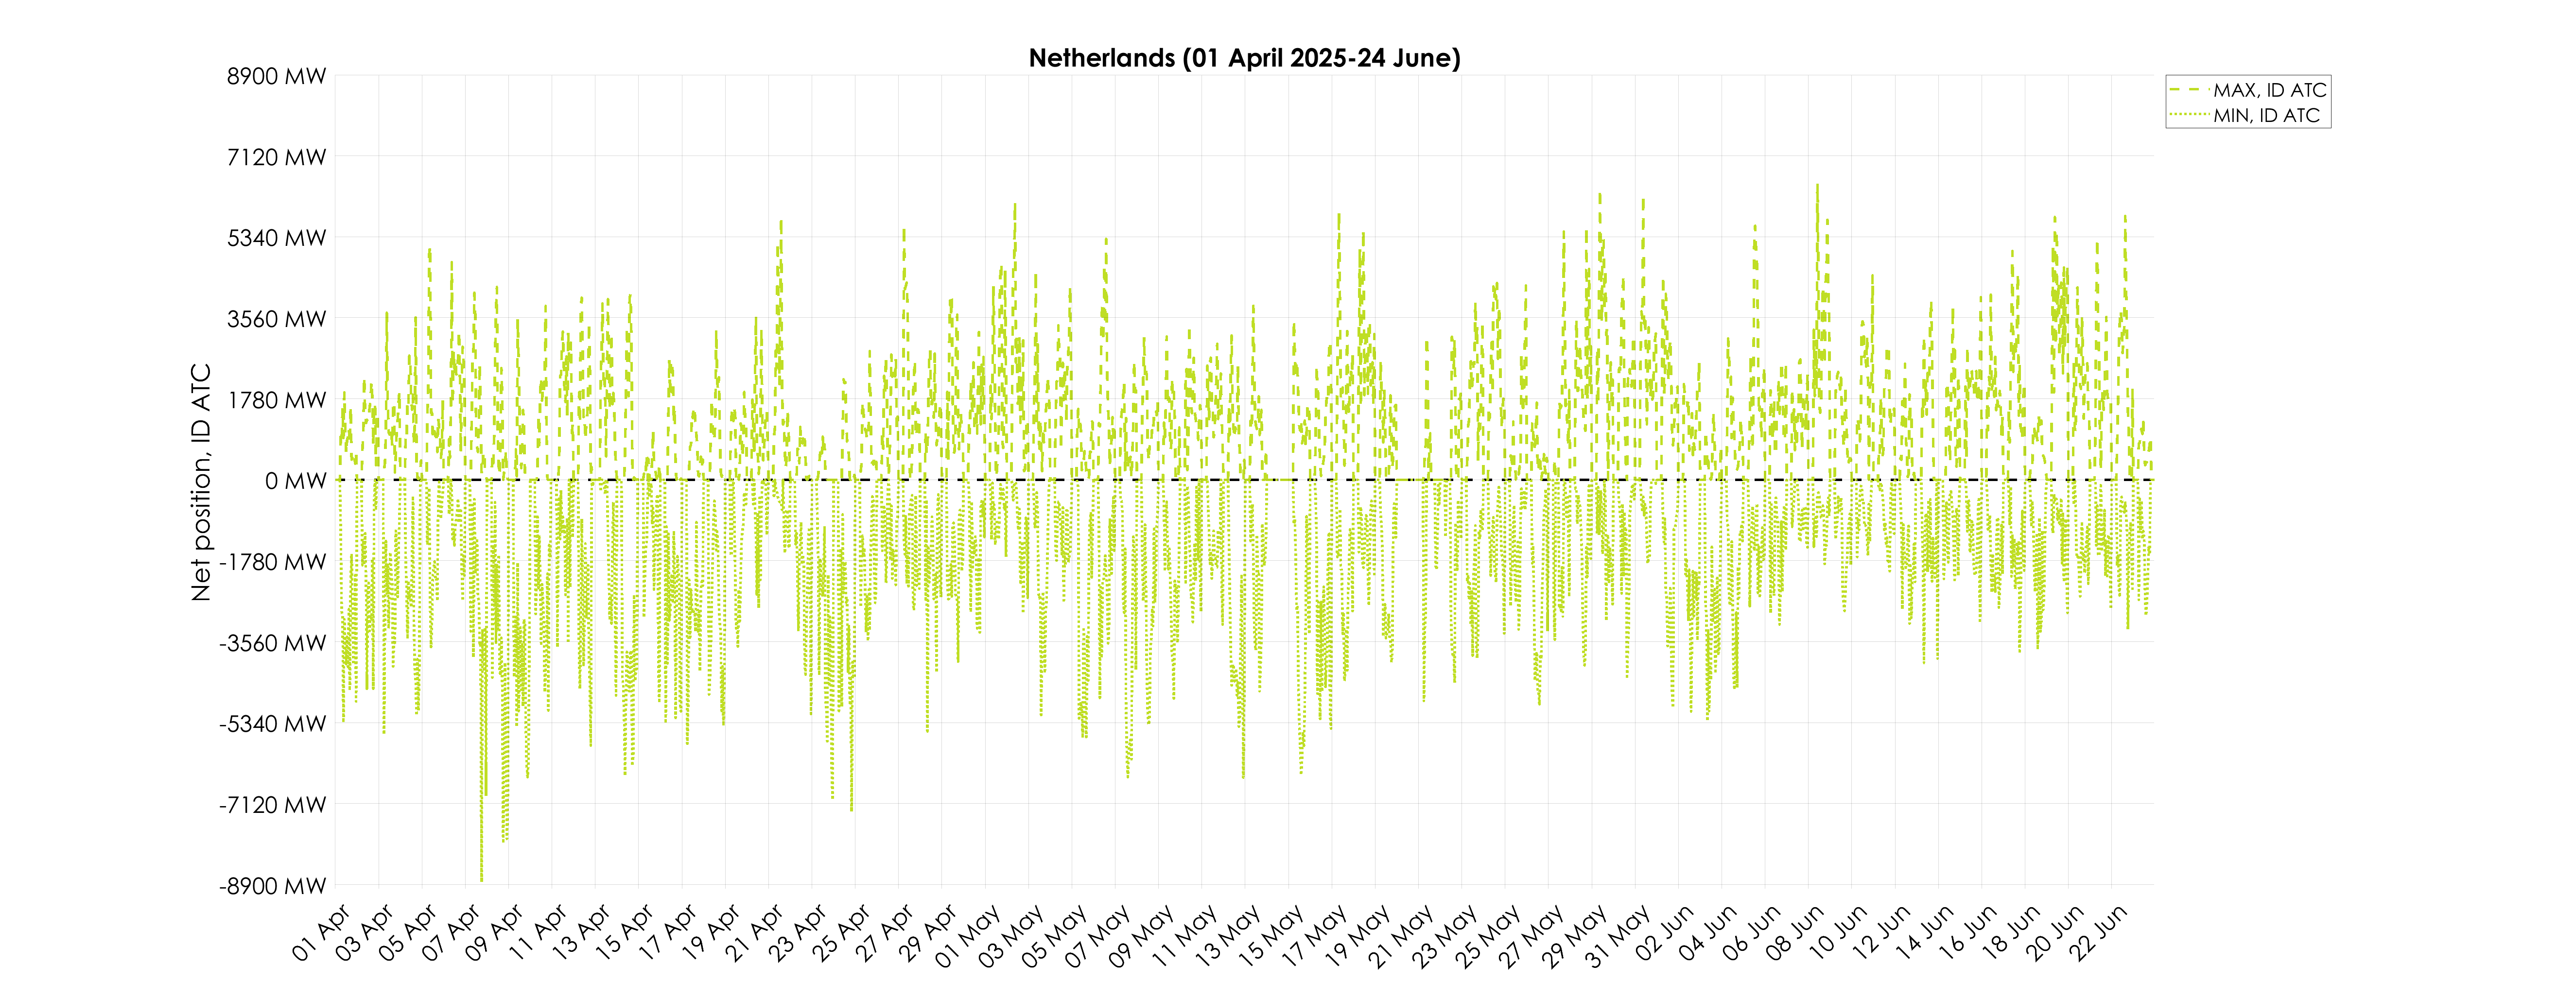 Netherlands (01 April 2025-24 June)
8900 MW
7120 MW
5340 MW
3560 MW
1780 MW
0 MW
-1780 MW
-3560 MW
-5340 MW
-7120 MW
-8900 MW
Net position, ID ATC
MAX, ID ATC
MIN, ID ATC
01 Apr
03 Apr
05 Apr
07 Apr
09 Apr
11 Apr
13 Apr
15 Apr
17 Apr
19 Apr
21 Apr
23 Apr
25 Apr
27 Apr
29 Apr
01 May
03 May
05 May
07 May
09 May
11 May
13 May
15 May
17 May
19 May
21 May
23 May
25 May
27 May
29 May
31 May
02 Jun
04 Jun
06 Jun
08 Jun
10 Jun
12 Jun
14 Jun
16 Jun
18 Jun
20 Jun
22 Jun